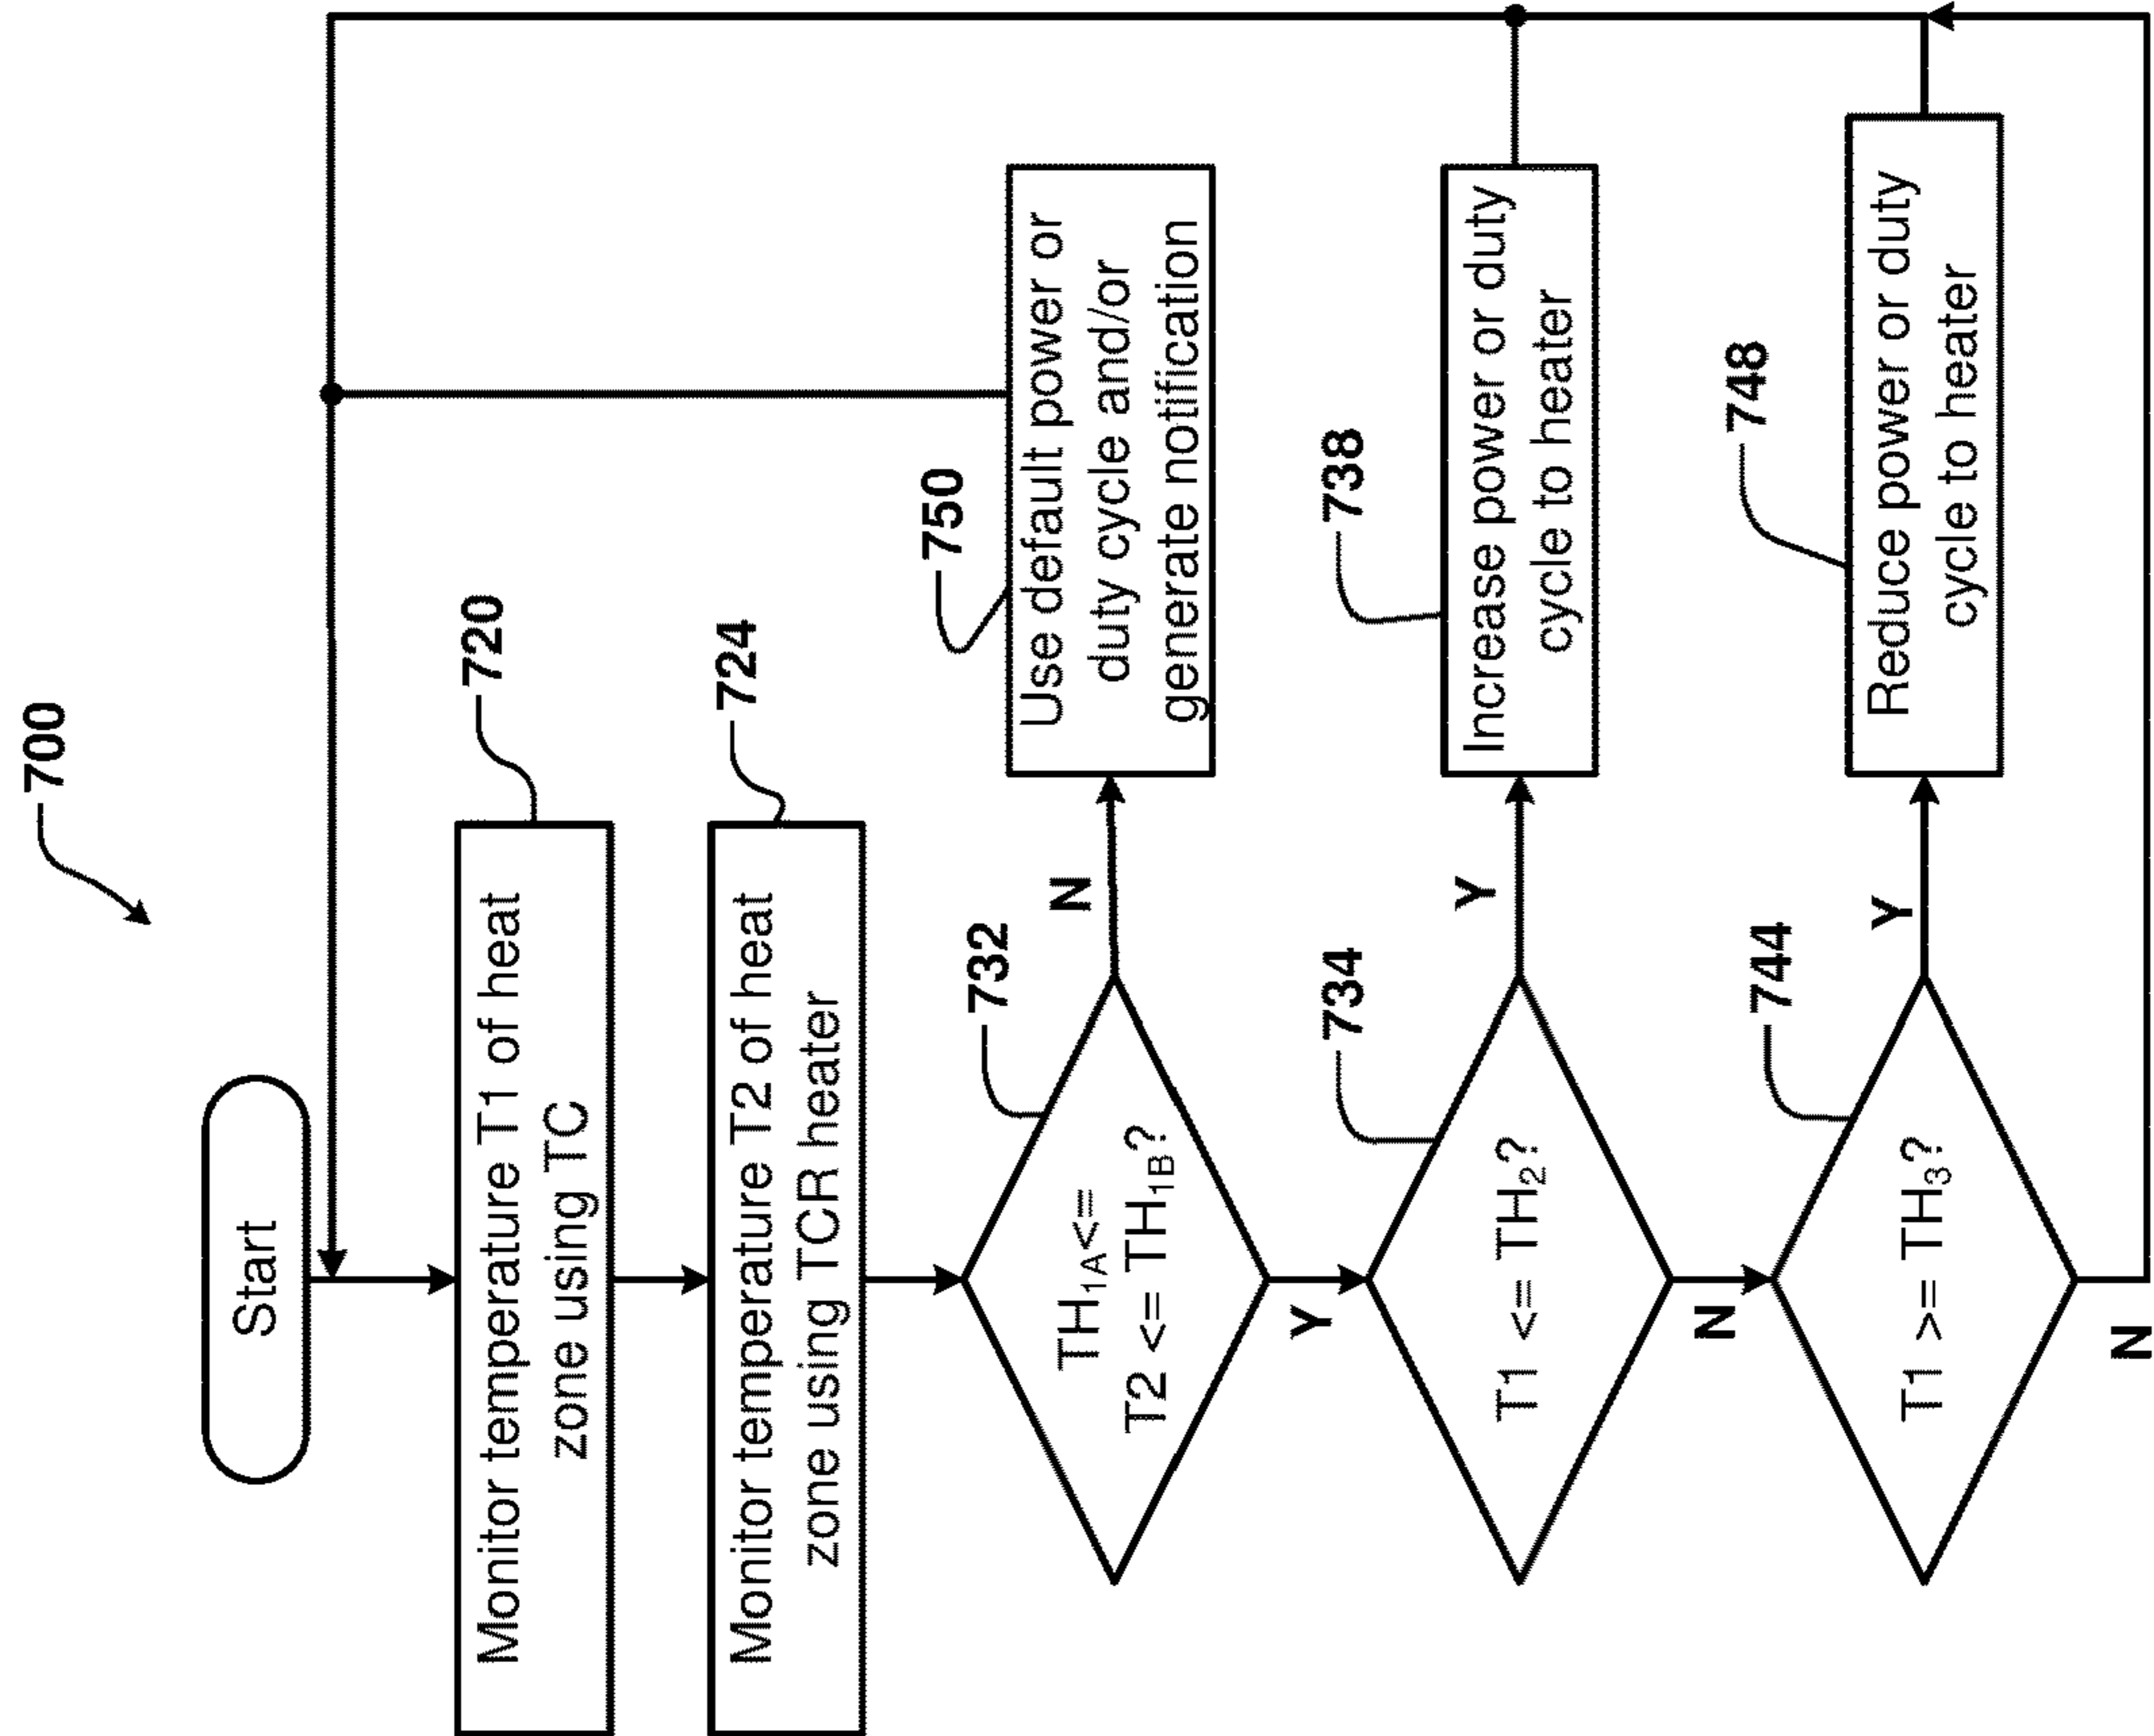 700
Start
Monitor temperature T1 of heat
zone using TC
720
Monitor temperature T2 of heat
zone using TCR heater
724
TH1A<=
T2 <= TH1B?
732
N
Use default power or
duty cycle and/or
generate notification
750
Y
T1 <= TH2?
734
Y
Increase power or duty
cycle to heater
738
N
T1 >= TH3?
744
Y
Reduce power or duty
cycle to heater
748
N